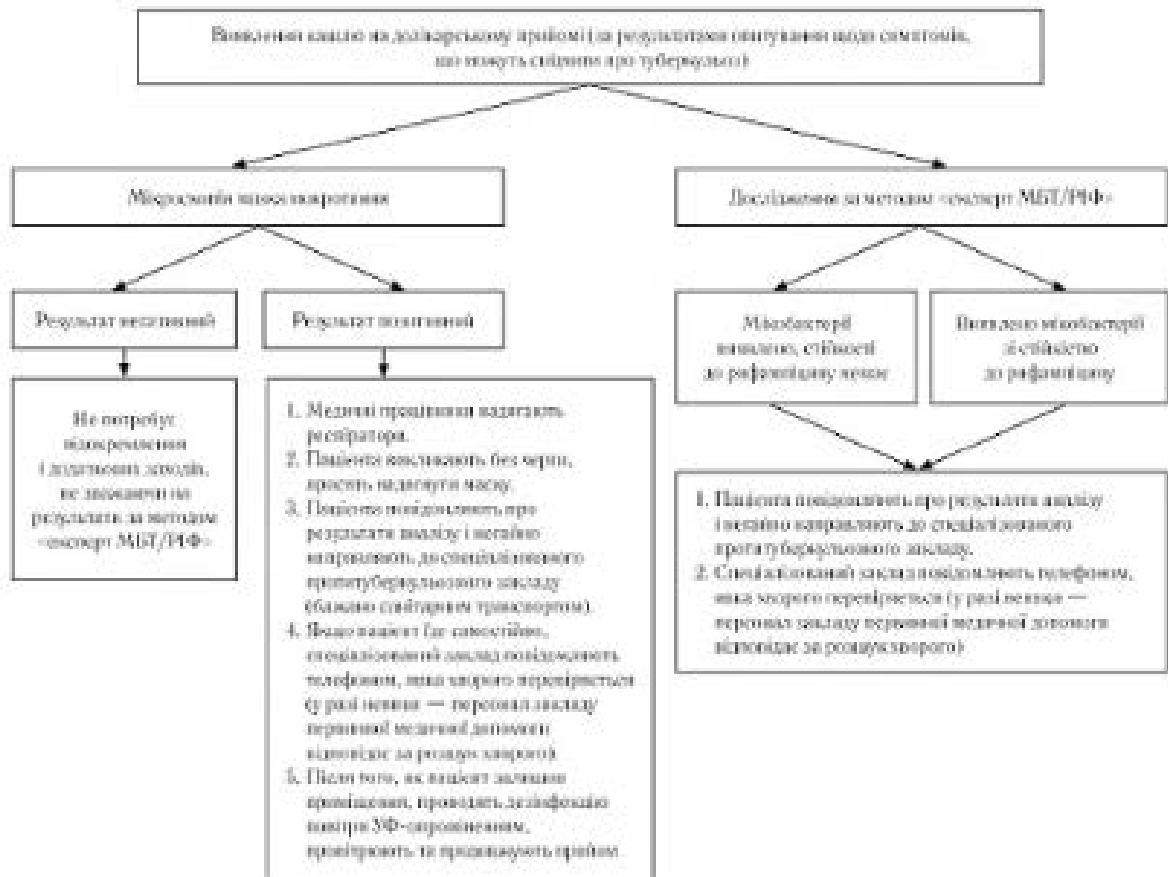 Виявлення кашлю на долікарському прийомі (за результатами опитування щодо симптомів,
що можуть свідчити про туберкульоз)
Мікроскопія мазка мокротиння
Дослідження за методом «експерт МБТ/РІФ»
Результат негативний
Результат позитивний
Мікобактерії
виявлено, стійкості
до рифампіцину немає
Виявлено мікобактерії
зі стійкістю
до рифампіцину
Не потребує
відокремлення
і додаткових заходів,
не зважаючи на
результати за методом
«експерт МБТ/РІФ»
1. Медичні працівники надягають
респіратори.
2. Пацієнта викликають без черги,
просять надягнути маску.
3. Пацієнта повідомляють про
результати аналізу і негайно
направляють до спеціалізованого
протитуберкульозного закладу
(бажано санітарним транспортом).
4. Якщо пацієнт їде самостійно,
спеціалізований заклад повідомляють
телефоном, явка хворого перевіряється
(у разі неявки — персонал закладу
первинної медичної допомоги
відповідає за розшук хворого)
5. Після того, як пацієнт залишив
приміщення, проводять дезінфекцію
повітря УФ-опроміненням,
провітрюють та продовжують прийом
1. Пацієнта повідомляють про результати аналізу
і негайно направляють до спеціалізованого
протитуберкульозного закладу.
2. Спеціалізований заклад повідомляють телефоном,
явка хворого перевіряється (у разі неявки —
персонал закладу первинної медичної допомоги
відповідає за розшук хворого)